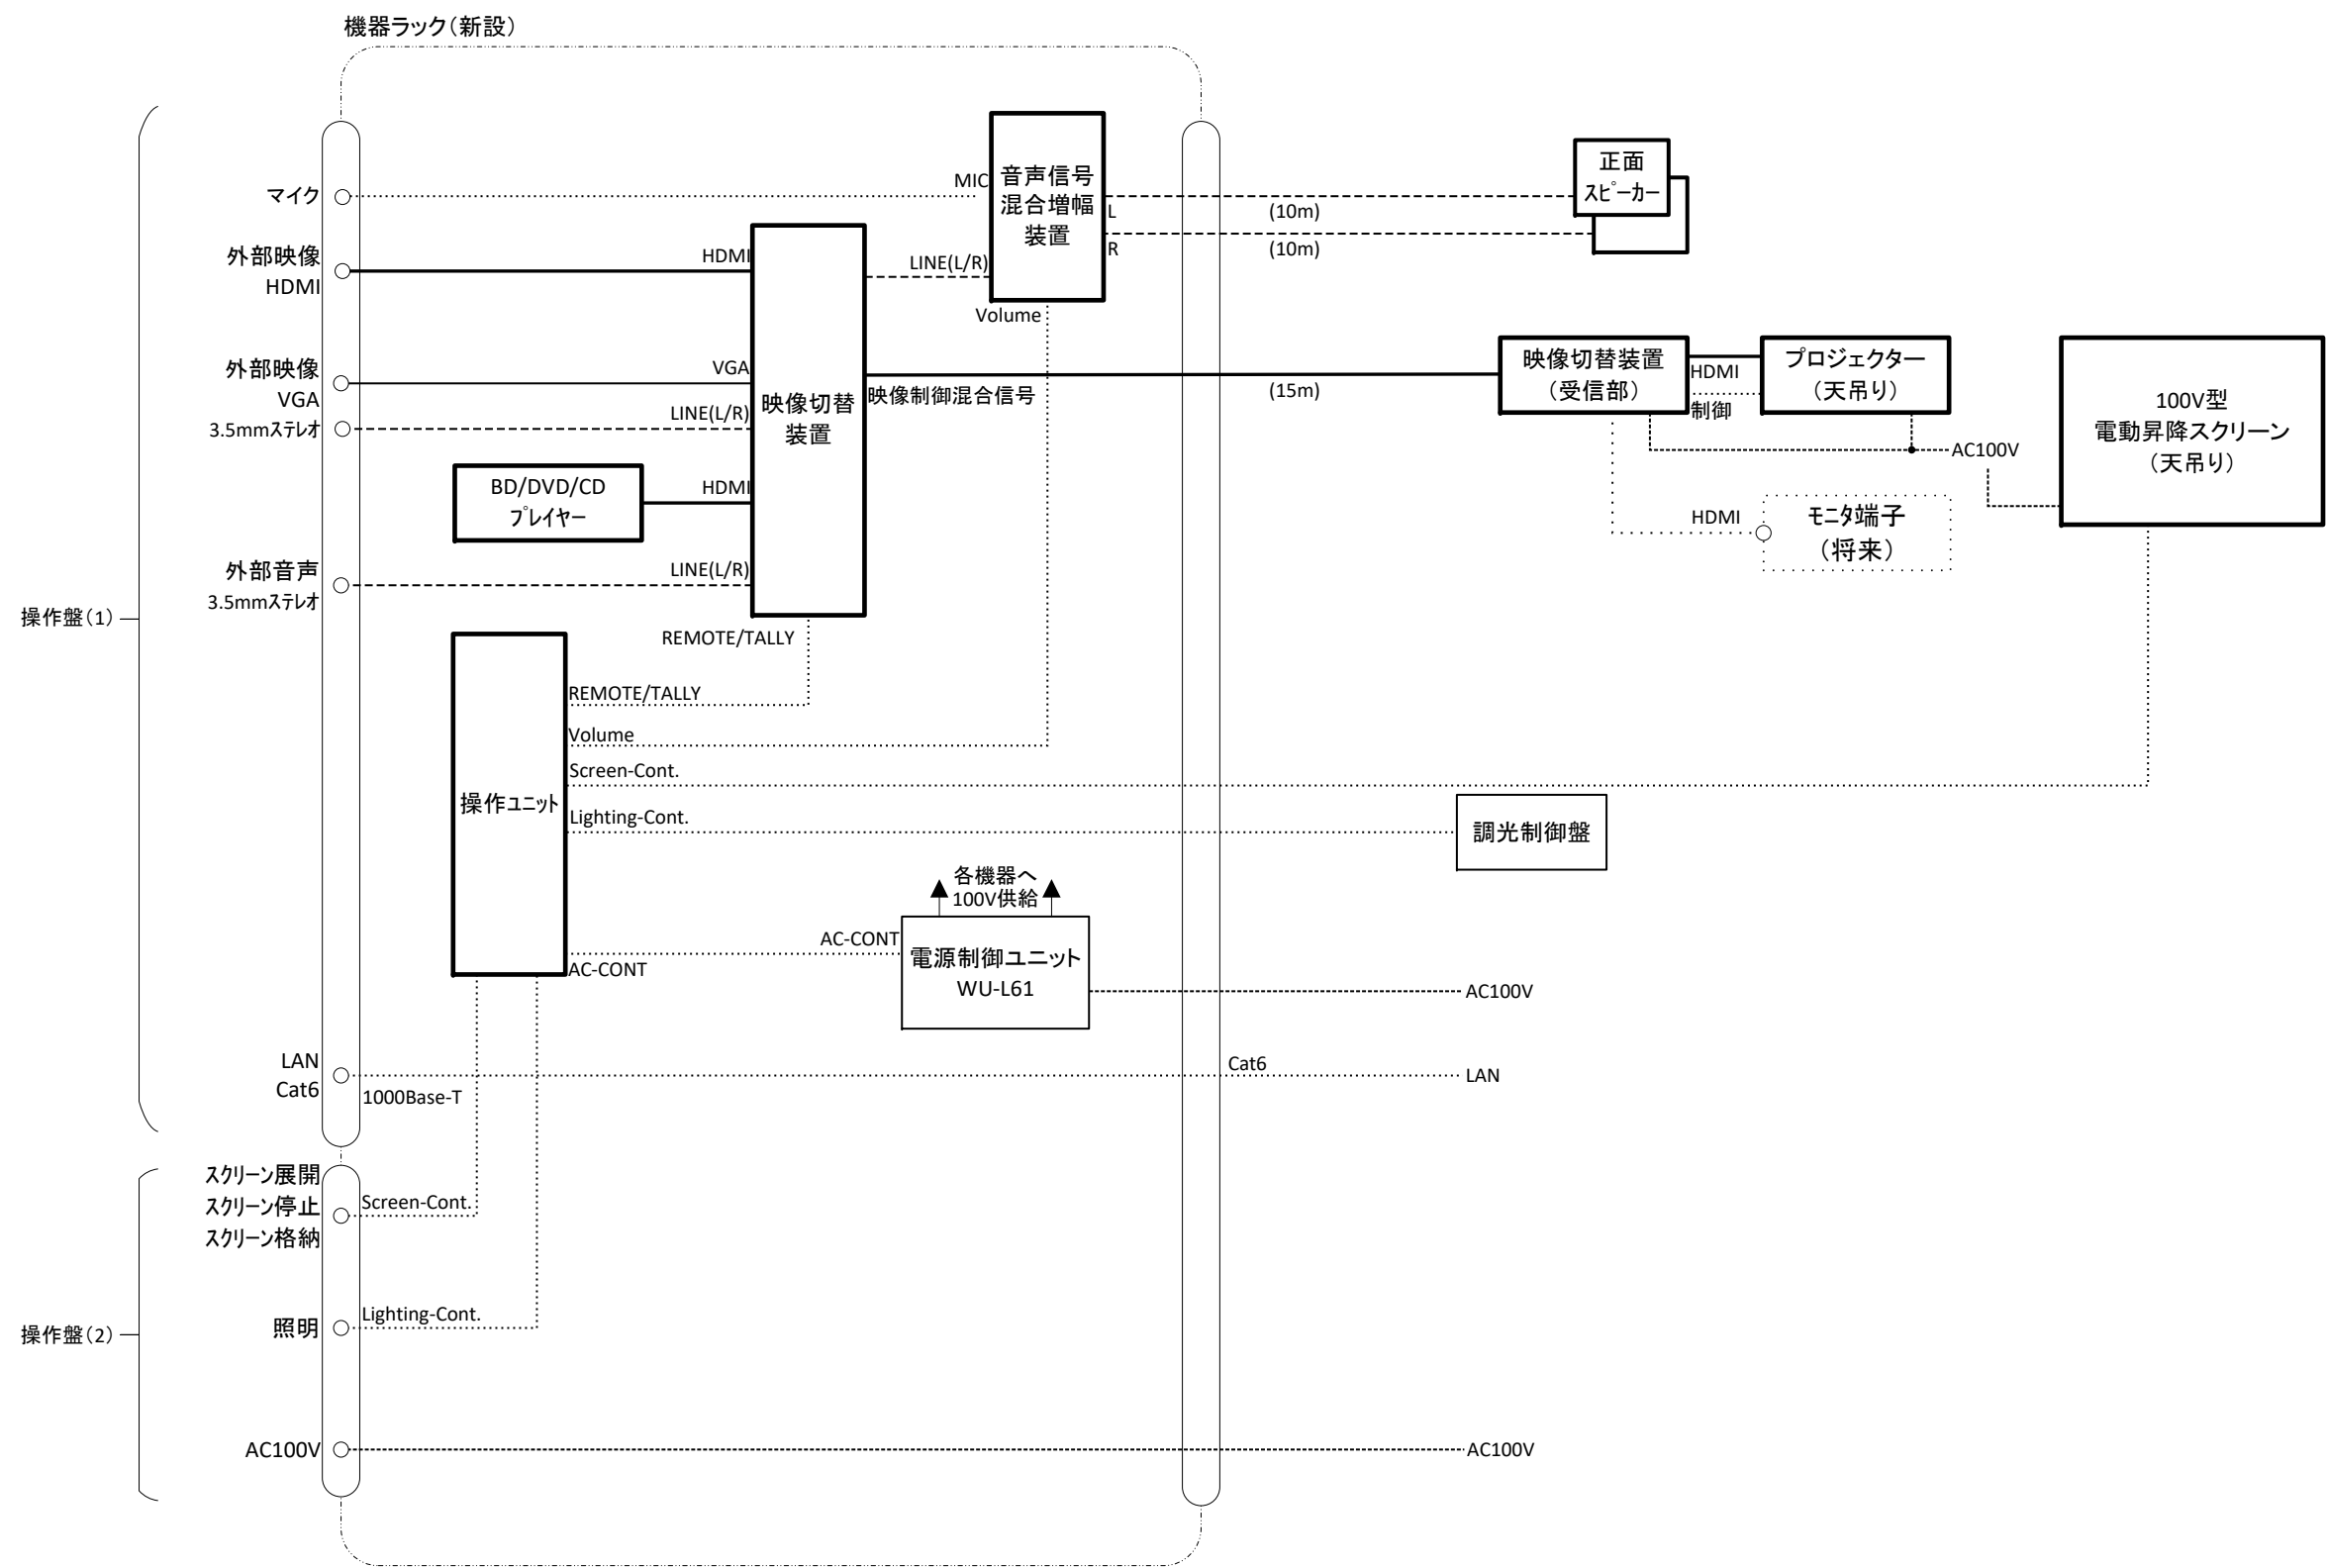 機器ラック（新設）
操作盤（1）
マイク
外部映像
HDMI
外部映像
VGA
3.5mmステレオ
外部音声
3.5mmステレオ
LAN
Cat6
1000Base-T
MIC
音声信号
混合増幅
装置
L
R
(10m)
(10m)
正面
スピーカー
HDMI
LINE(L/R)
Volume
VGA
LINE(L/R)
映像切替
装置
映像制御混合信号
(15m)
映像切替装置
（受信部）
HDMI
制御
プロジェクター
（天吊り）
AC100V
100V型
電動昇降スクリーン
（天吊り）
BD/DVD/CD
プレイヤー
HDMI
HDMI
モニタ端子
（将来）
LINE(L/R)
REMOTE/TALLY
操作ユニット
REMOTE/TALLY
Volume
Screen-Cont.
Lighting-Cont.
調光制御盤
各機器へ
100V供給
AC-CONT
AC-CONT
電源制御ユニット
WU-L61
AC100V
Cat6
LAN
操作盤（2）
スクリーン展開
スクリーン停止
スクリーン格納
Screen-Cont.
照明
Lighting-Cont.
AC100V
AC100V